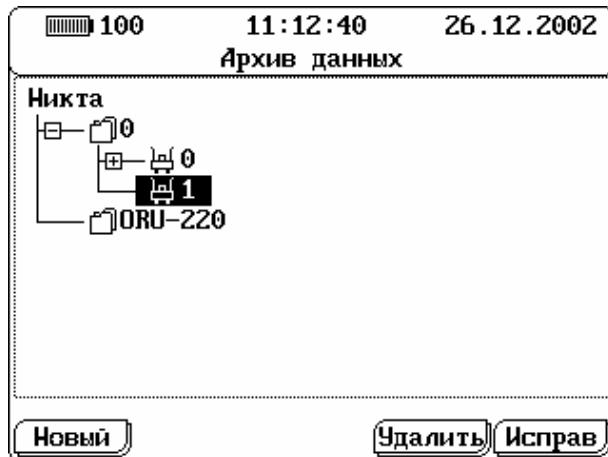 100 11:12:40 26.12.2002
Архив данных
Никта
0
0
1
ORU-220
Новый Удалить Исправ